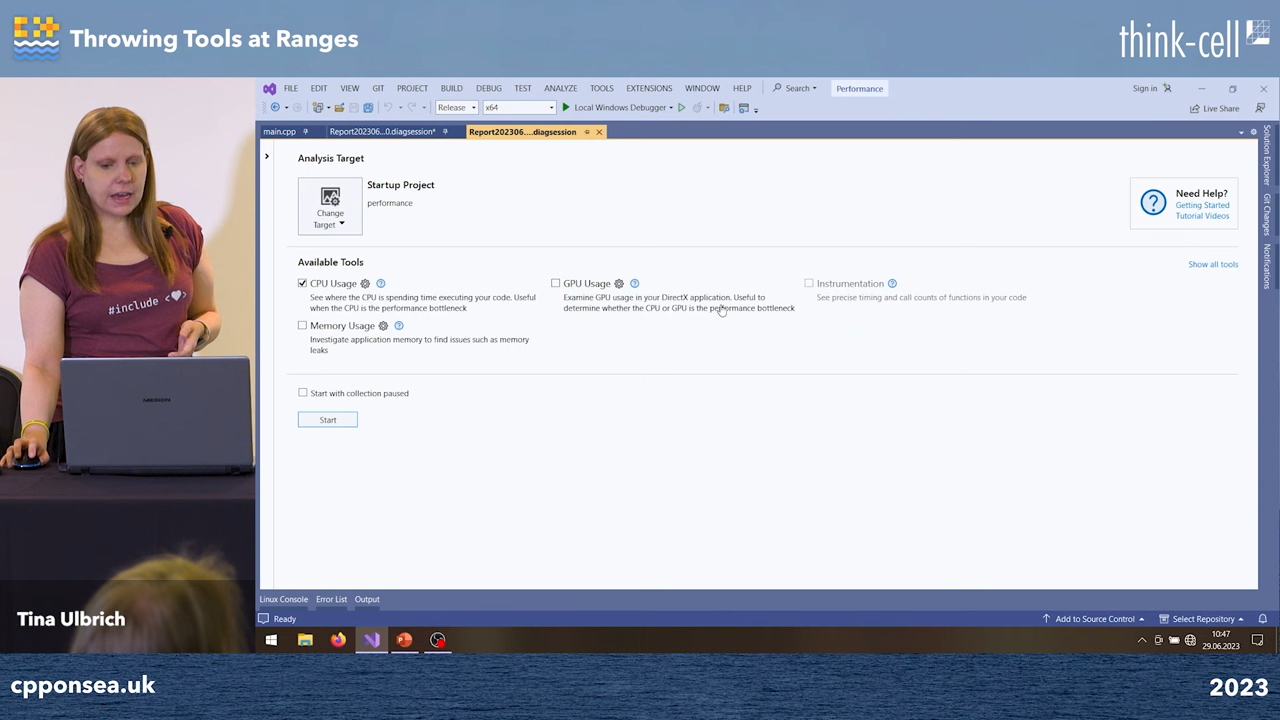 C++
Throwing Tools at Ranges
think-cell
FILE EDIT VIEW GIT PROJECT BUILD DEBUG TEST ANALYZE TOOLS EXTENSIONS WINDOW HELP Search Performance Sign in
Release x64 Local Windows Debugger Live Share
main.cpp Report202306...0.diagsession* Report202306....diagsession
Analysis Target
Change
Target
Startup Project
performance
Need Help?
Getting Started
Tutorial Videos
Available Tools
Show all tools
CPU Usage
See where the CPU is spending time executing your code. Useful
when the CPU is the performance bottleneck
GPU Usage
Examine GPU usage in your DirectX application. Useful to
determine whether the CPU or GPU is the performance bottleneck
Instrumentation
See precise timing and call counts of functions in your code
Memory Usage
Investigate application memory to find issues such as memory
leaks
Start with collection paused
Start
Solution Explorer
Git Changes
Notifications
Linux Console Error List Output
Ready Add to Source Control Select Repository
10:47
29.06.2023
#include <
MEDION
Tina Ulbrich
cpponsea.uk
2023